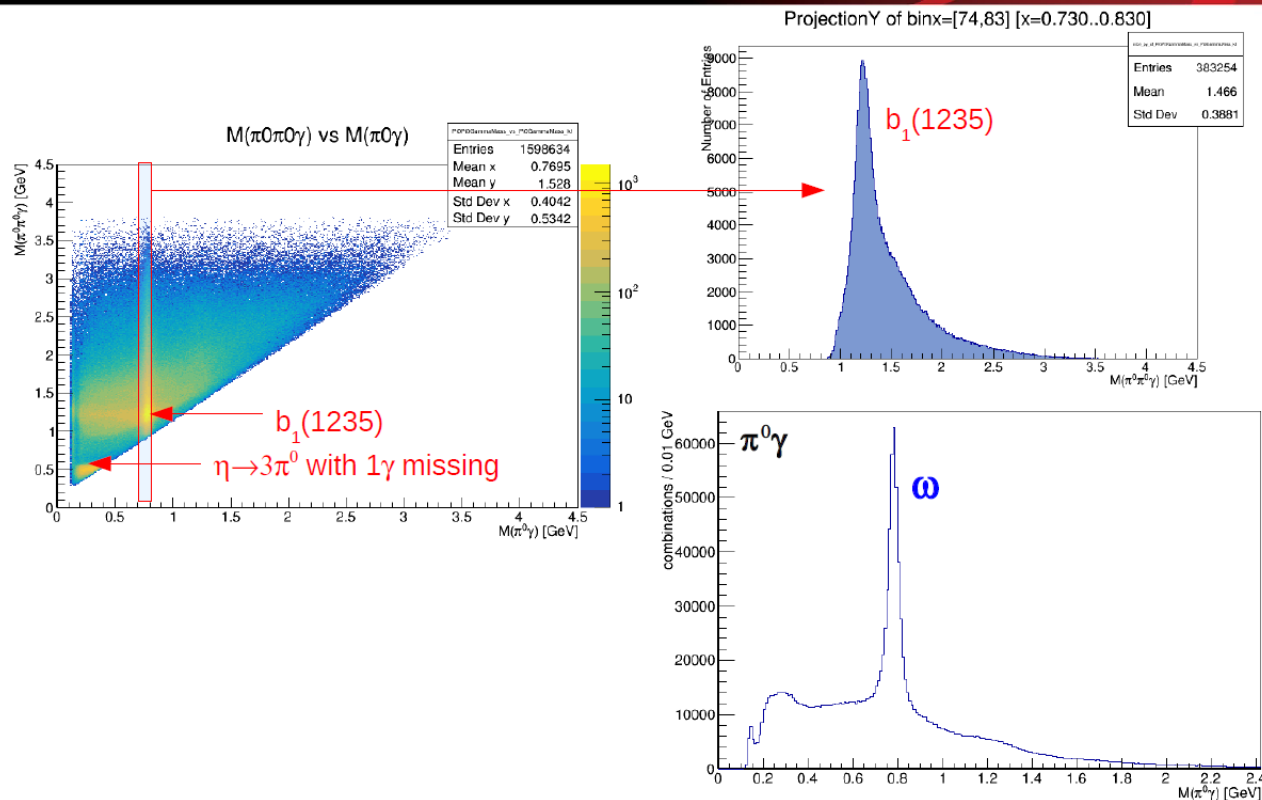 ProjectionY of binx=[74,83] [x=0.730..0.830]
Number of Entries
9000
8000
7000
6000
5000
4000
3000
2000
1000
0
Entries 383254
Mean 1.466
Std Dev 0.3881
b₁(1235)
0 0.5 1 1.5 2 2.5 3 3.5 4 4.5
M(π⁰π⁰γ) [GeV]
M(π0π0γ) vs M(π0γ)
M(π⁰π⁰γ) [GeV]
4.5
4
3.5
3
2.5
2
1.5
1
0.5
0
Entries 1598634
Mean x 0.7695
Mean y 1.528
Std Dev x 0.4042
Std Dev y 0.5342
10³
10²
10
1
b₁(1235)
η→3π⁰ with 1γ missing
0 0.5 1 1.5 2 2.5 3 3.5 4 4.5
M(π⁰γ) [GeV]
combinations / 0.01 GeV
60000
50000
40000
30000
20000
10000
0
π⁰γ
ω
0 0.2 0.4 0.6 0.8 1 1.2 1.4 1.6 1.8 2 2.2 2.4
M(π⁰γ) [GeV]